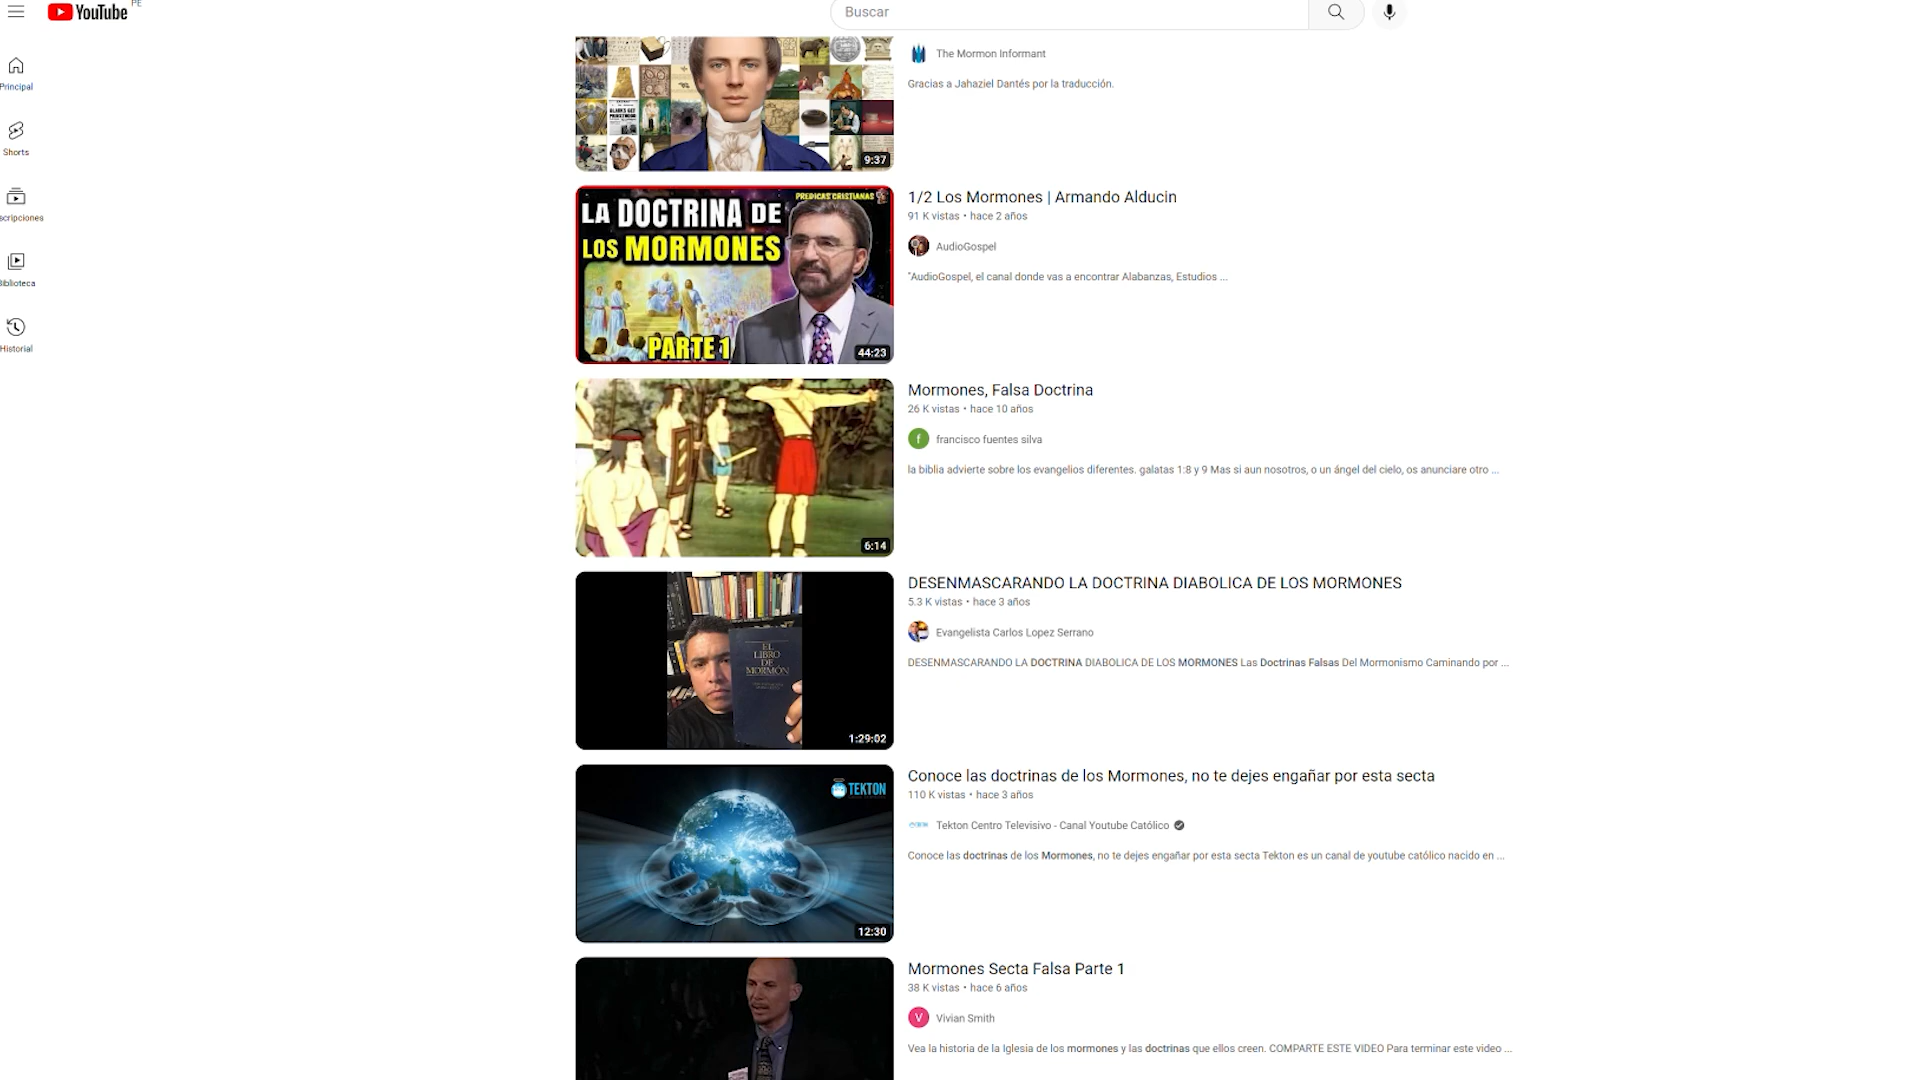 YouTube PE
Buscar
Principal
Shorts
scripciones
iblioteca
Historial
9:37
The Mormon Informant
Gracias a Jahaziel Dantés por la traducción.
PREDICAS CRISTIANAS
LA DOCTRINA DE
LOS MORMONES
PARTE 1
44:23
1/2 Los Mormones | Armando Alducin
91 K vistas • hace 2 años
AudioGospel
"AudioGospel, el canal donde vas a encontrar Alabanzas, Estudios ...
6:14
Mormones, Falsa Doctrina
26 K vistas • hace 10 años
f
francisco fuentes silva
la biblia advierte sobre los evangelios diferentes. galatas 1:8 y 9 Mas si aun nosotros, o un ángel del cielo, os anunciare otro ...
EL
LIBRO
DE
MORMÓN
1:29:02
DESENMASCARANDO LA DOCTRINA DIABOLICA DE LOS MORMONES
5.3 K vistas • hace 3 años
Evangelista Carlos Lopez Serrano
DESENMASCARANDO LA DOCTRINA DIABOLICA DE LOS MORMONES Las Doctrinas Falsas Del Mormonismo Caminando por ...
TEKTON
12:30
Conoce las doctrinas de los Mormones, no te dejes engañar por esta secta
110 K vistas • hace 3 años
Tekton Centro Televisivo - Canal Youtube Católico
Conoce las doctrinas de los Mormones, no te dejes engañar por esta secta Tekton es un canal de youtube católico nacido en ...
Mormones Secta Falsa Parte 1
38 K vistas • hace 6 años
V
Vivian Smith
Vea la historia de la Iglesia de los mormones y las doctrinas que ellos creen. COMPARTE ESTE VIDEO Para terminar este video ...